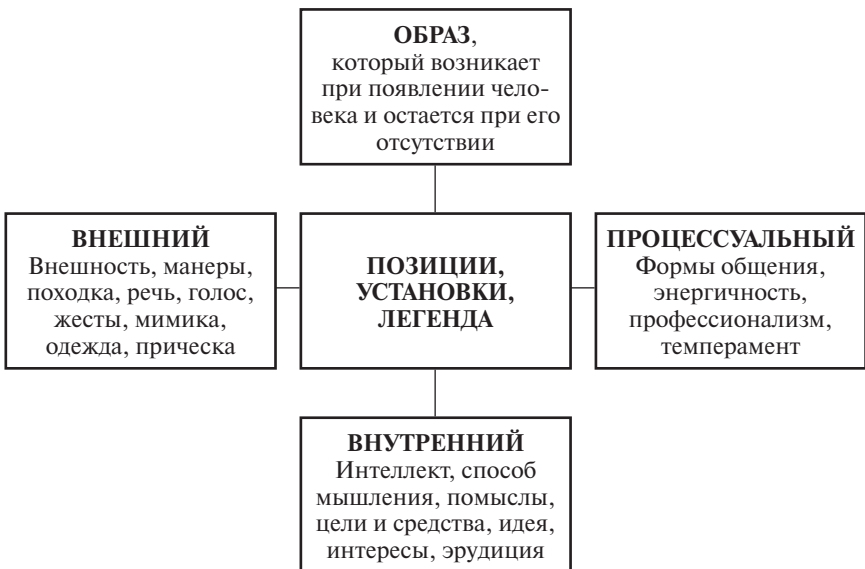 ОБРАЗ,
который возникает
при появлении чело-
века и остается при его
отсутствии
ВНЕШНИЙ
Внешность, манеры,
походка, речь, голос,
жесты, мимика,
одежда, прическа
ПОЗИЦИИ,
УСТАНОВКИ,
ЛЕГЕНДА
ПРОЦЕССУАЛЬНЫЙ
Формы общения,
энергичность,
профессионализм,
темперамент
ВНУТРЕННИЙ
Интеллект, способ
мышления, помыслы,
цели и средства, идея,
интересы, эрудиция